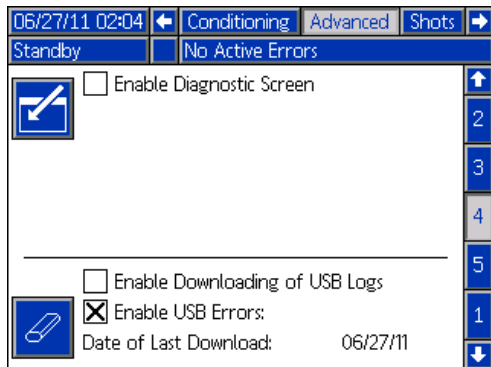 06/27/11 02:04 Conditioning Advanced Shots
Standby No Active Errors
Enable Diagnostic Screen
2
3
4
5
Enable Downloading of USB Logs
Enable USB Errors:
1
Date of Last Download: 06/27/11